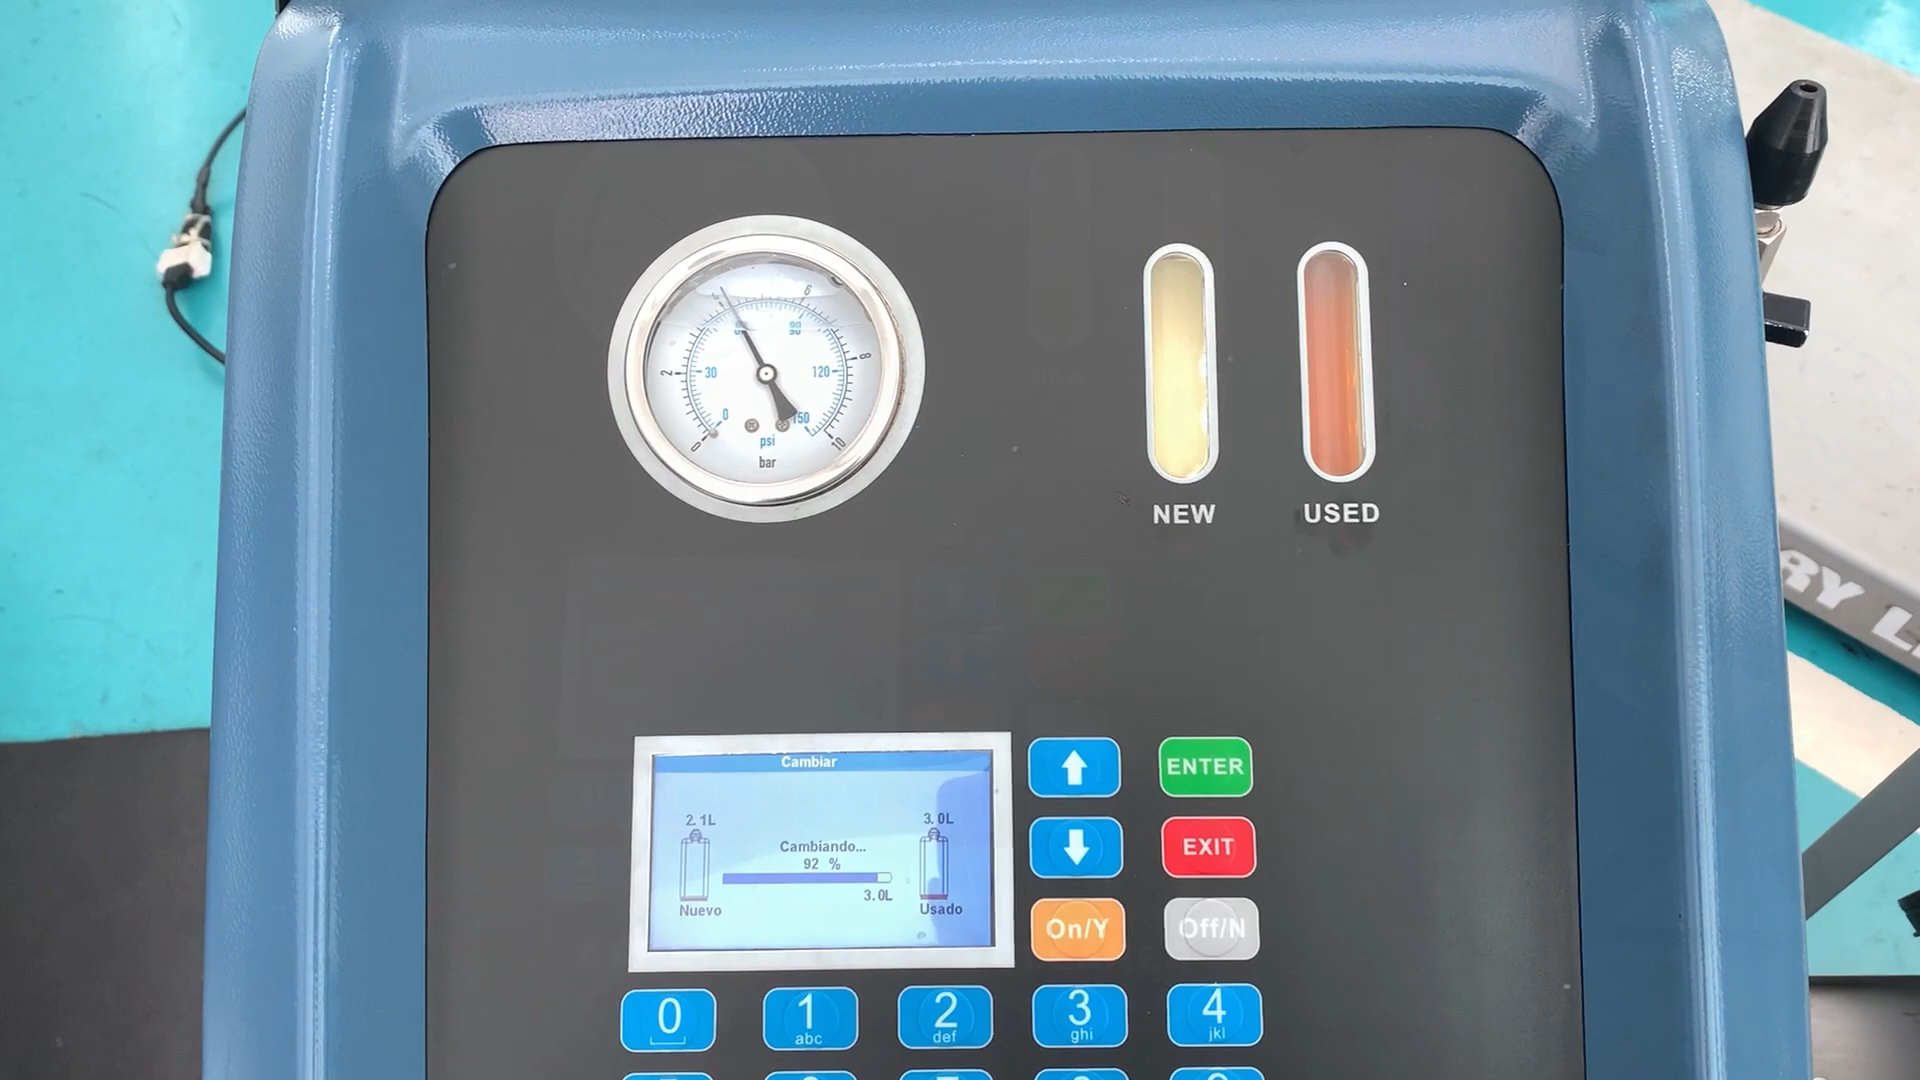 6
90
8
2
30
120
0
150
0
10
psi
bar
NEW
USED
RY L
Cambiar
2.1L
3.0L
Cambiando...
92 %
3.0L
Nuevo
Usado
ENTER
EXIT
On/Y
Off/N
0
1
abc
2
def
3
ghi
4
jkl